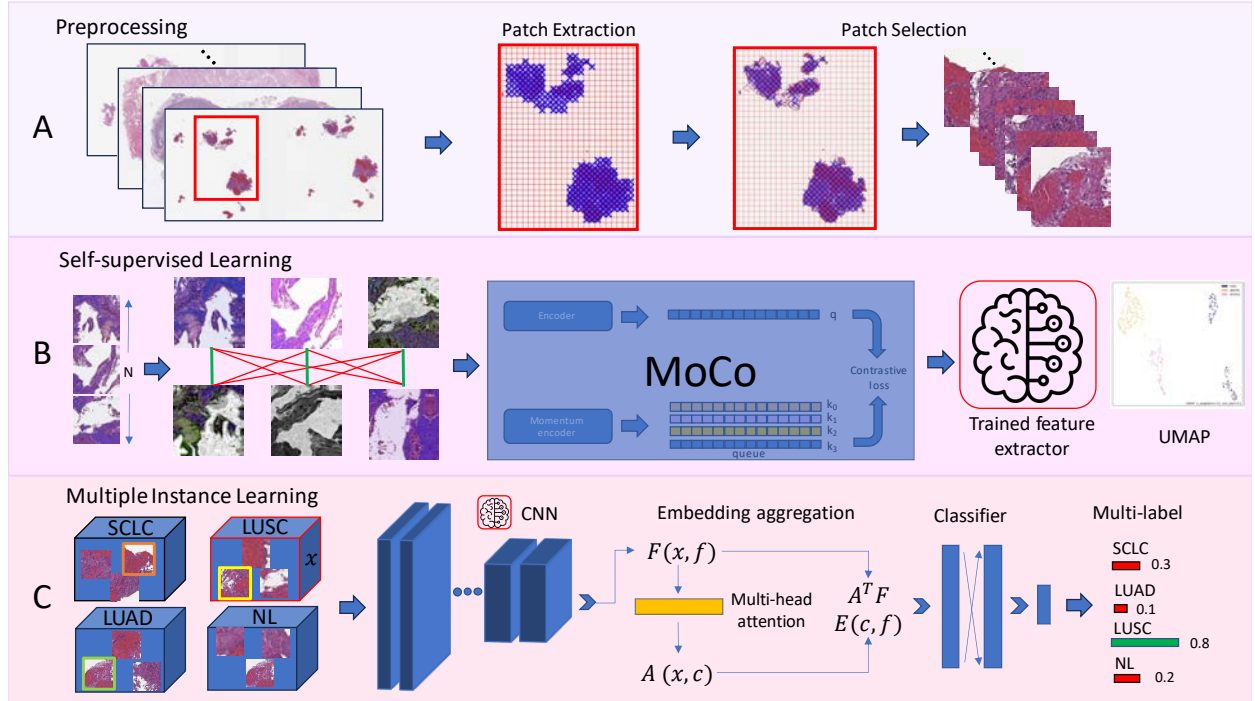 Preprocessing
Patch Extraction
Patch Selection
A
Self-supervised Learning
B
N
Encoder
q
MoCo
Contrastive
loss
Momentum
encoder
k0
k1
k2
k3
queue
Trained feature
extractor
UMAP
Multiple Instance Learning
C
SCLC
LUSC
x
LUAD
NL
CNN
Embedding aggregation
F(x, f)
Multi-head
attention
A (x, c)
A^T F
E(c, f)
Classifier
Multi-label
SCLC
0.3
LUAD
0.1
LUSC
0.8
NL
0.2